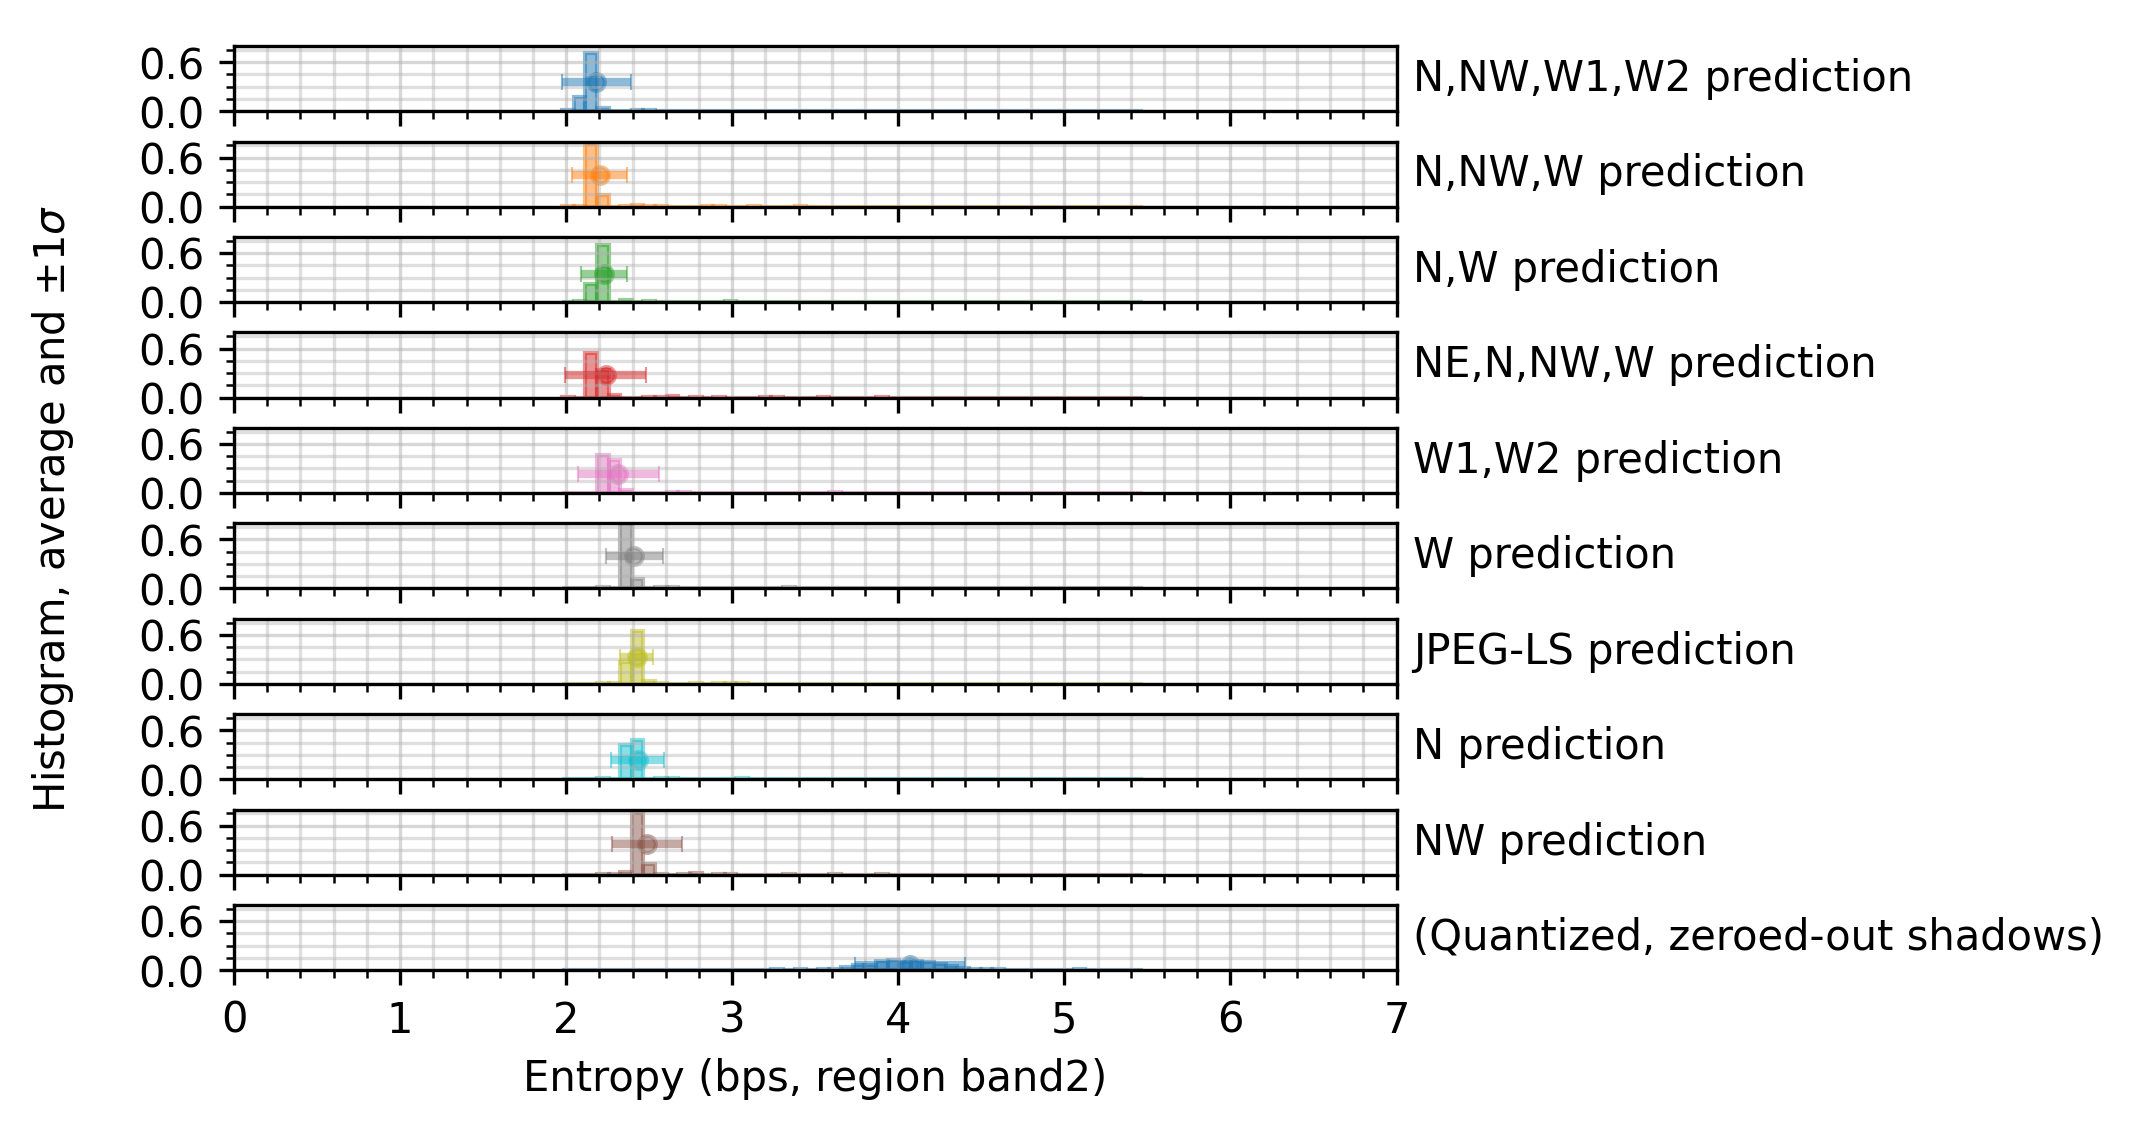 Histogram, average and ±1σ
0.6
0.0
N,NW,W1,W2 prediction
0.6
0.0
N,NW,W prediction
0.6
0.0
N,W prediction
0.6
0.0
NE,N,NW,W prediction
0.6
0.0
W1,W2 prediction
0.6
0.0
W prediction
0.6
0.0
JPEG-LS prediction
0.6
0.0
N prediction
0.6
0.0
NW prediction
0.6
0.0
(Quantized, zeroed-out shadows)
0 1 2 3 4 5 6 7
Entropy (bps, region band2)